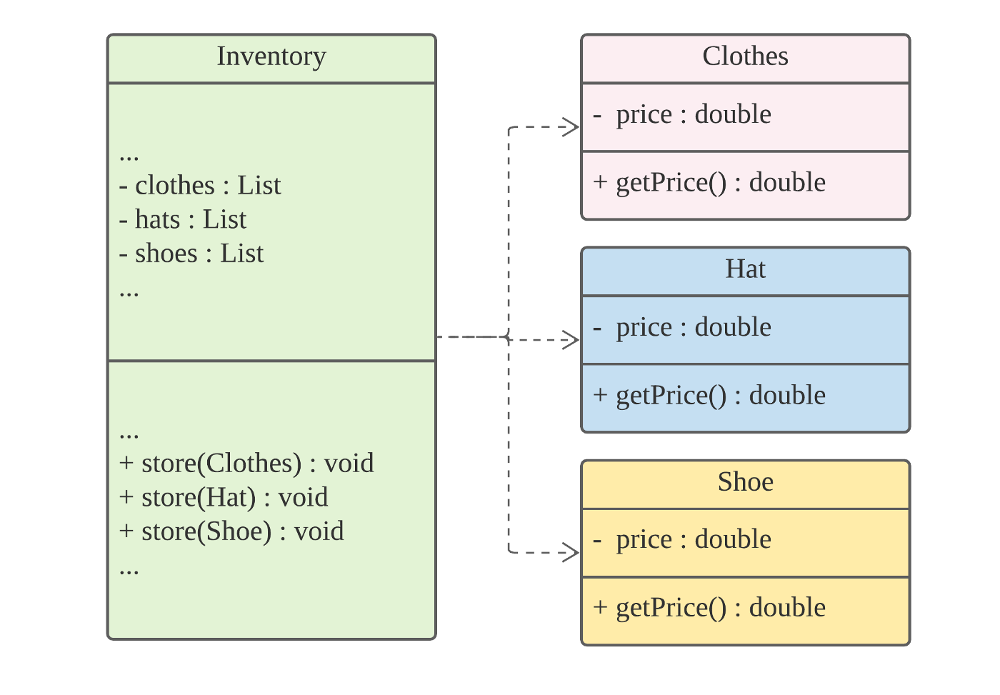 Inventory
...
- clothes : List
- hats : List
- shoes : List
...
...
+ store(Clothes) : void
+ store(Hat) : void
+ store(Shoe) : void
...
Clothes
- price : double
+ getPrice() : double
Hat
- price : double
+ getPrice() : double
Shoe
- price : double
+ getPrice() : double